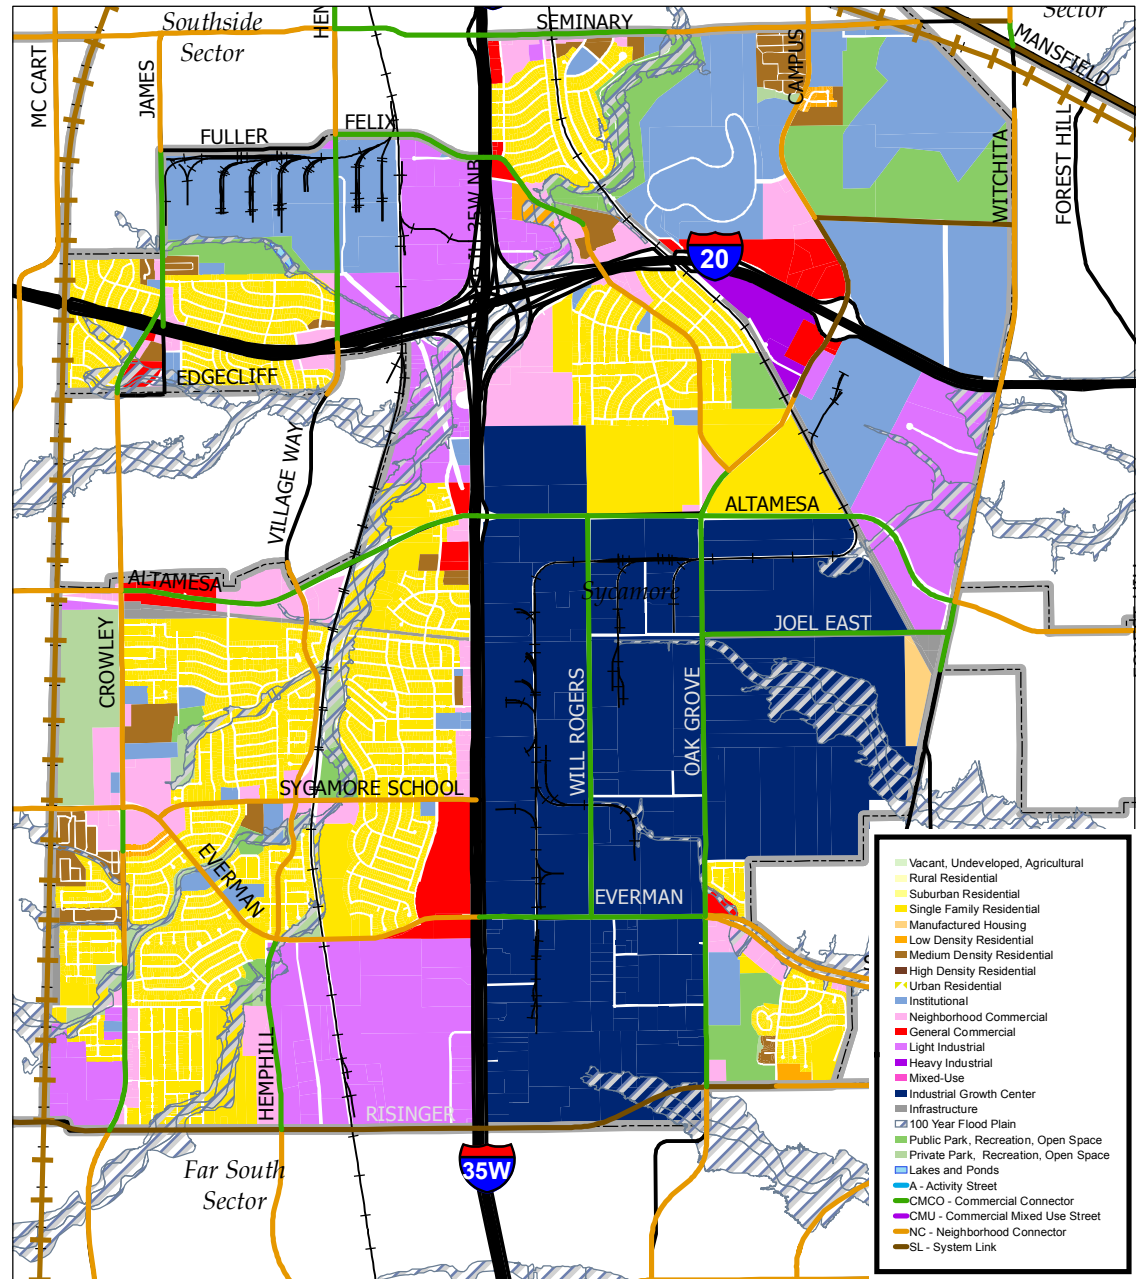 Southside
Sector
HEN
SEMINARY
Sector
MC CART
JAMES
CAMPUS
MANSFIELD
FULLER
FELIX
FOREST HILL
WITCHITA
35W NB
20
EDGECLIFF
VILLAGE WAY
ALTAMESA
ALTAMESA
Sycamore
JOEL EAST
CROWLEY
WILL ROGERS
OAK GROVE
SYCAMORE SCHOOL
EVERMAN
EVERMAN
HEMPHILL
RISINGER
35W
Far South
Sector
Vacant, Undeveloped, Agricultural
Rural Residential
Suburban Residential
Single Family Residential
Manufactured Housing
Low Density Residential
Medium Density Residential
High Density Residential
Urban Residential
Institutional
Neighborhood Commercial
General Commercial
Light Industrial
Heavy Industrial
Mixed-Use
Industrial Growth Center
Infrastructure
100 Year Flood Plain
Public Park, Recreation, Open Space
Private Park, Recreation, Open Space
Lakes and Ponds
A - Activity Street
CMCO - Commercial Connector
CMU - Commercial Mixed Use Street
NC - Neighborhood Connector
SL - System Link